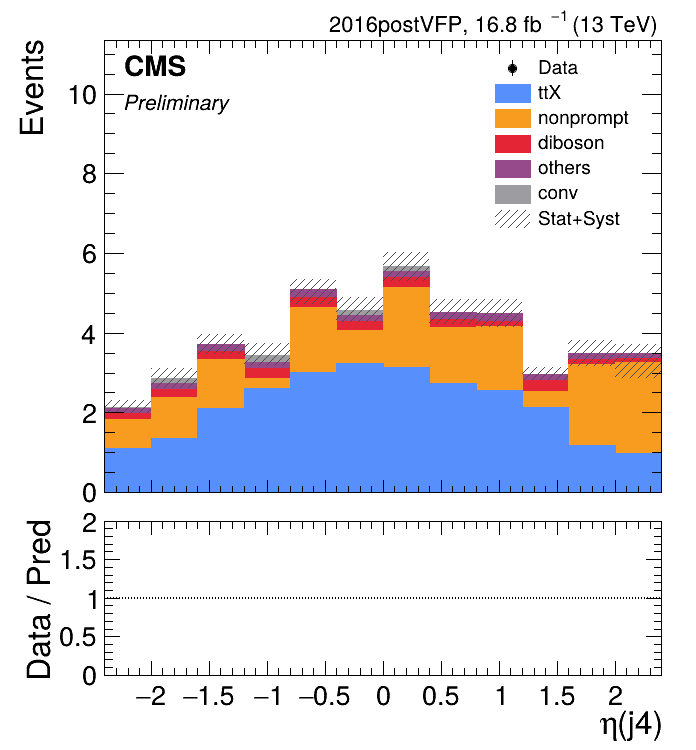 2016postVFP, 16.8 fb⁻¹ (13 TeV)
CMS
Preliminary
Data
ttX
nonprompt
diboson
others
conv
Stat+Syst
Events
10
8
6
4
2
0
Data / Pred
2
1.5
1
0.5
0
−2 −1.5 −1 −0.5 0 0.5 1 1.5 2
η(j4)